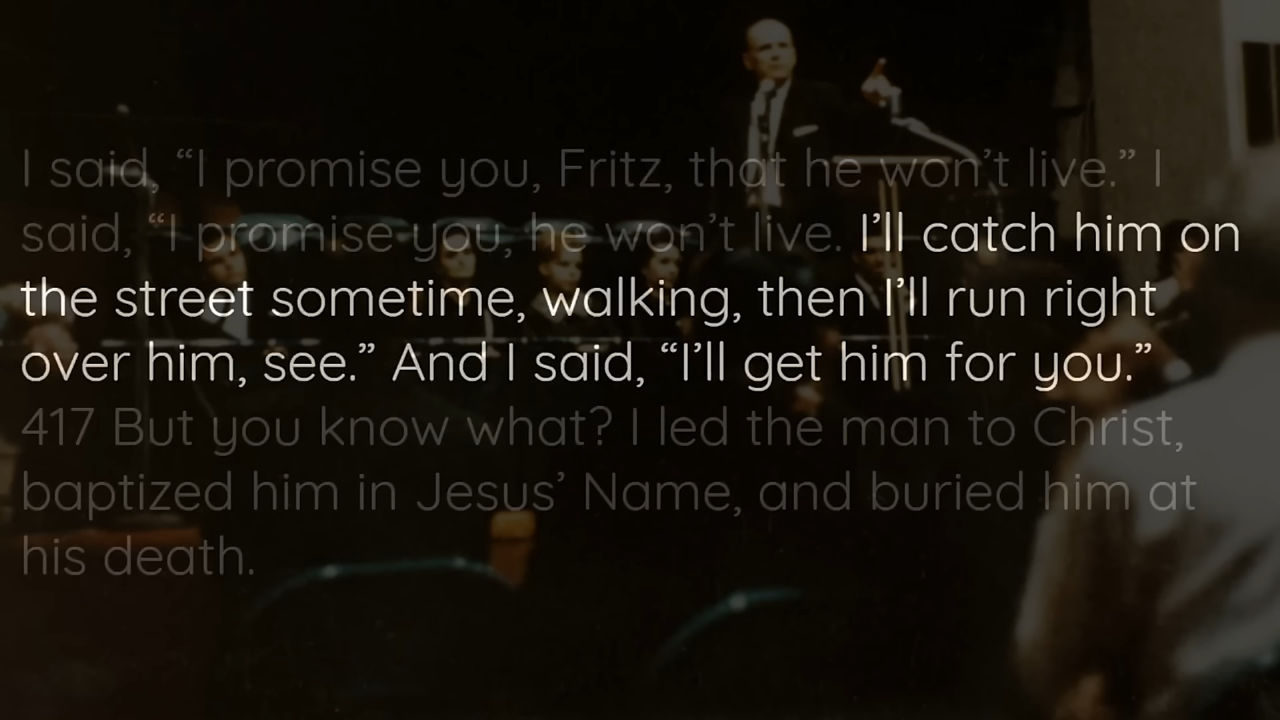 I said, “I promise you, Fritz, that he won’t live.” I
said, “I promise you, he won’t live. I’ll catch him on
the street sometime, walking, then I’ll run right
over him, see.” And I said, “I’ll get him for you.”
417 But you know what? I led the man to Christ,
baptized him in Jesus’ Name, and buried him at
his death.